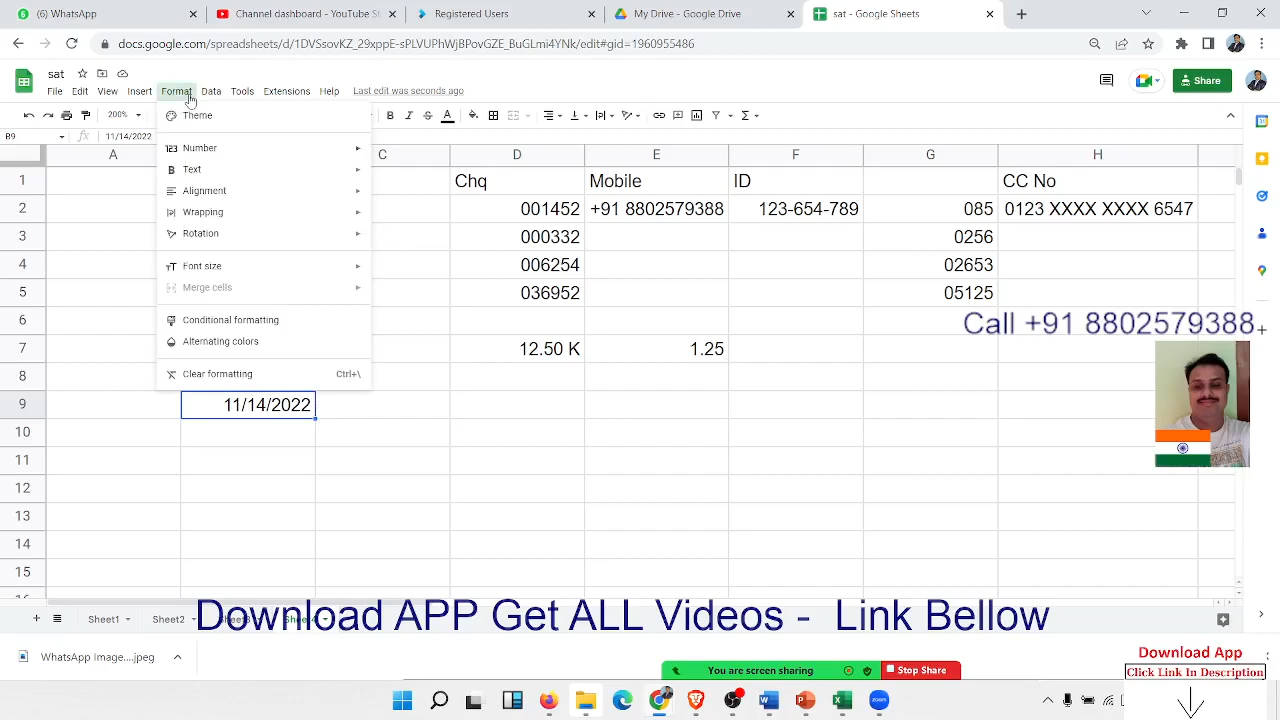 (6) WhatsApp
Channel dashboard - YouTube St
Registered Users
My Drive - Google Drive
sat - Google Sheets
docs.google.com/spreadsheets/d/1DVSsovKZ_29xppE-sPLVUPhWjBPovGZE_BuGLmi4YNk/edit#gid=1960955486
sat
File Edit View Insert Format Data Tools Extensions Help Last edit was seconds ago
Share
200%
B9 fx 11/14/2022
Theme
123 Number
Text
Alignment
Wrapping
Rotation
Font size
Merge cells
Conditional formatting
Alternating colors
Clear formatting Ctrl+\
A C D E F G H
1 Chq Mobile ID CC No
2 001452 +91 8802579388 123-654-789 085 0123 XXXX XXXX 6547
3 000332 0256
4 006254 02653
5 036952 05125
6
Call +91 8802579388
7 12.50 K 1.25
8
9 11/14/2022
10
11
12
13
14
15
Sheet1 Sheet2
Download APP Get ALL Videos - Link Bellow
WhatsApp Image....jpeg
You are screen sharing Stop Share
Download App
Click Link In Description